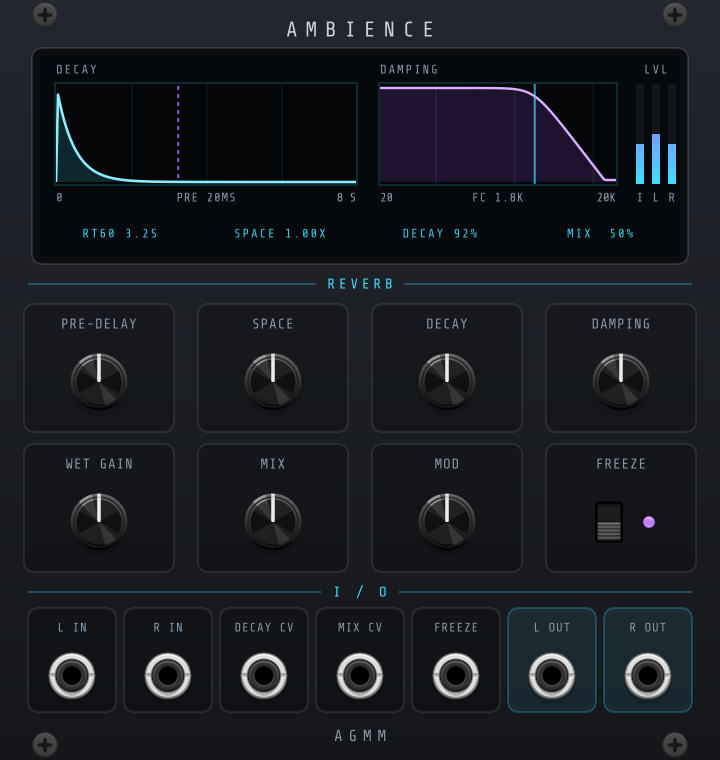 AMBIENCE
DECAY DAMPING LVL
0 PRE 20MS 8 S 20 FC 1.8K 20K I L R
RT60 3.2S SPACE 1.00X DECAY 92% MIX 50%
REVERB
PRE-DELAY SPACE DECAY DAMPING
WET GAIN MIX MOD FREEZE
I / O
L IN R IN DECAY CV MIX CV FREEZE L OUT R OUT
AGMM